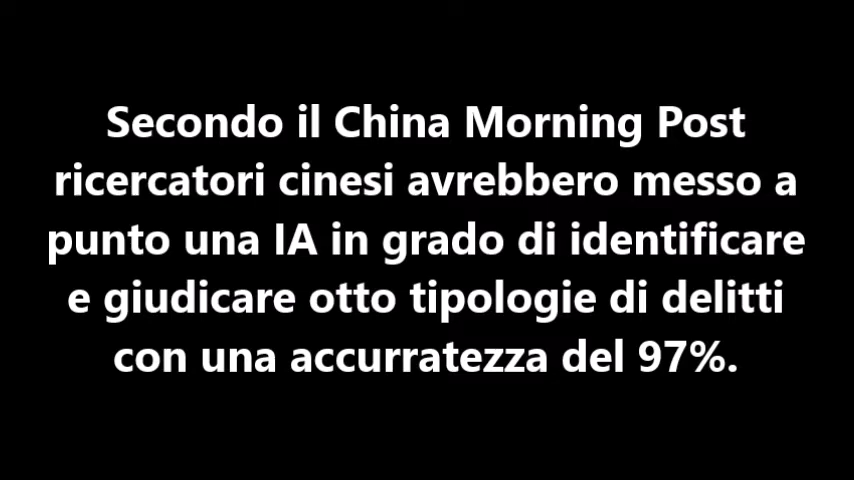 Secondo il China Morning Post
ricercatori cinesi avrebbero messo a
punto una IA in grado di identificare
e giudicare otto tipologie di delitti
con una accurratezza del 97%.